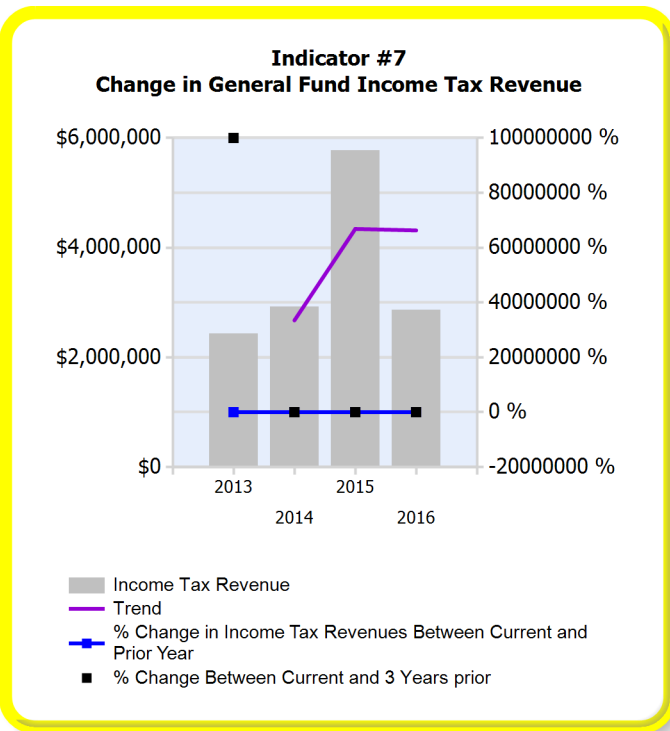 Indicator #7
Change in General Fund Income Tax Revenue
$6,000,000
$4,000,000
$2,000,000
$0
100000000 %
80000000 %
60000000 %
40000000 %
20000000 %
0 %
-20000000 %
2013
2014
2015
2016
Income Tax Revenue
Trend
% Change in Income Tax Revenues Between Current and
Prior Year
% Change Between Current and 3 Years prior